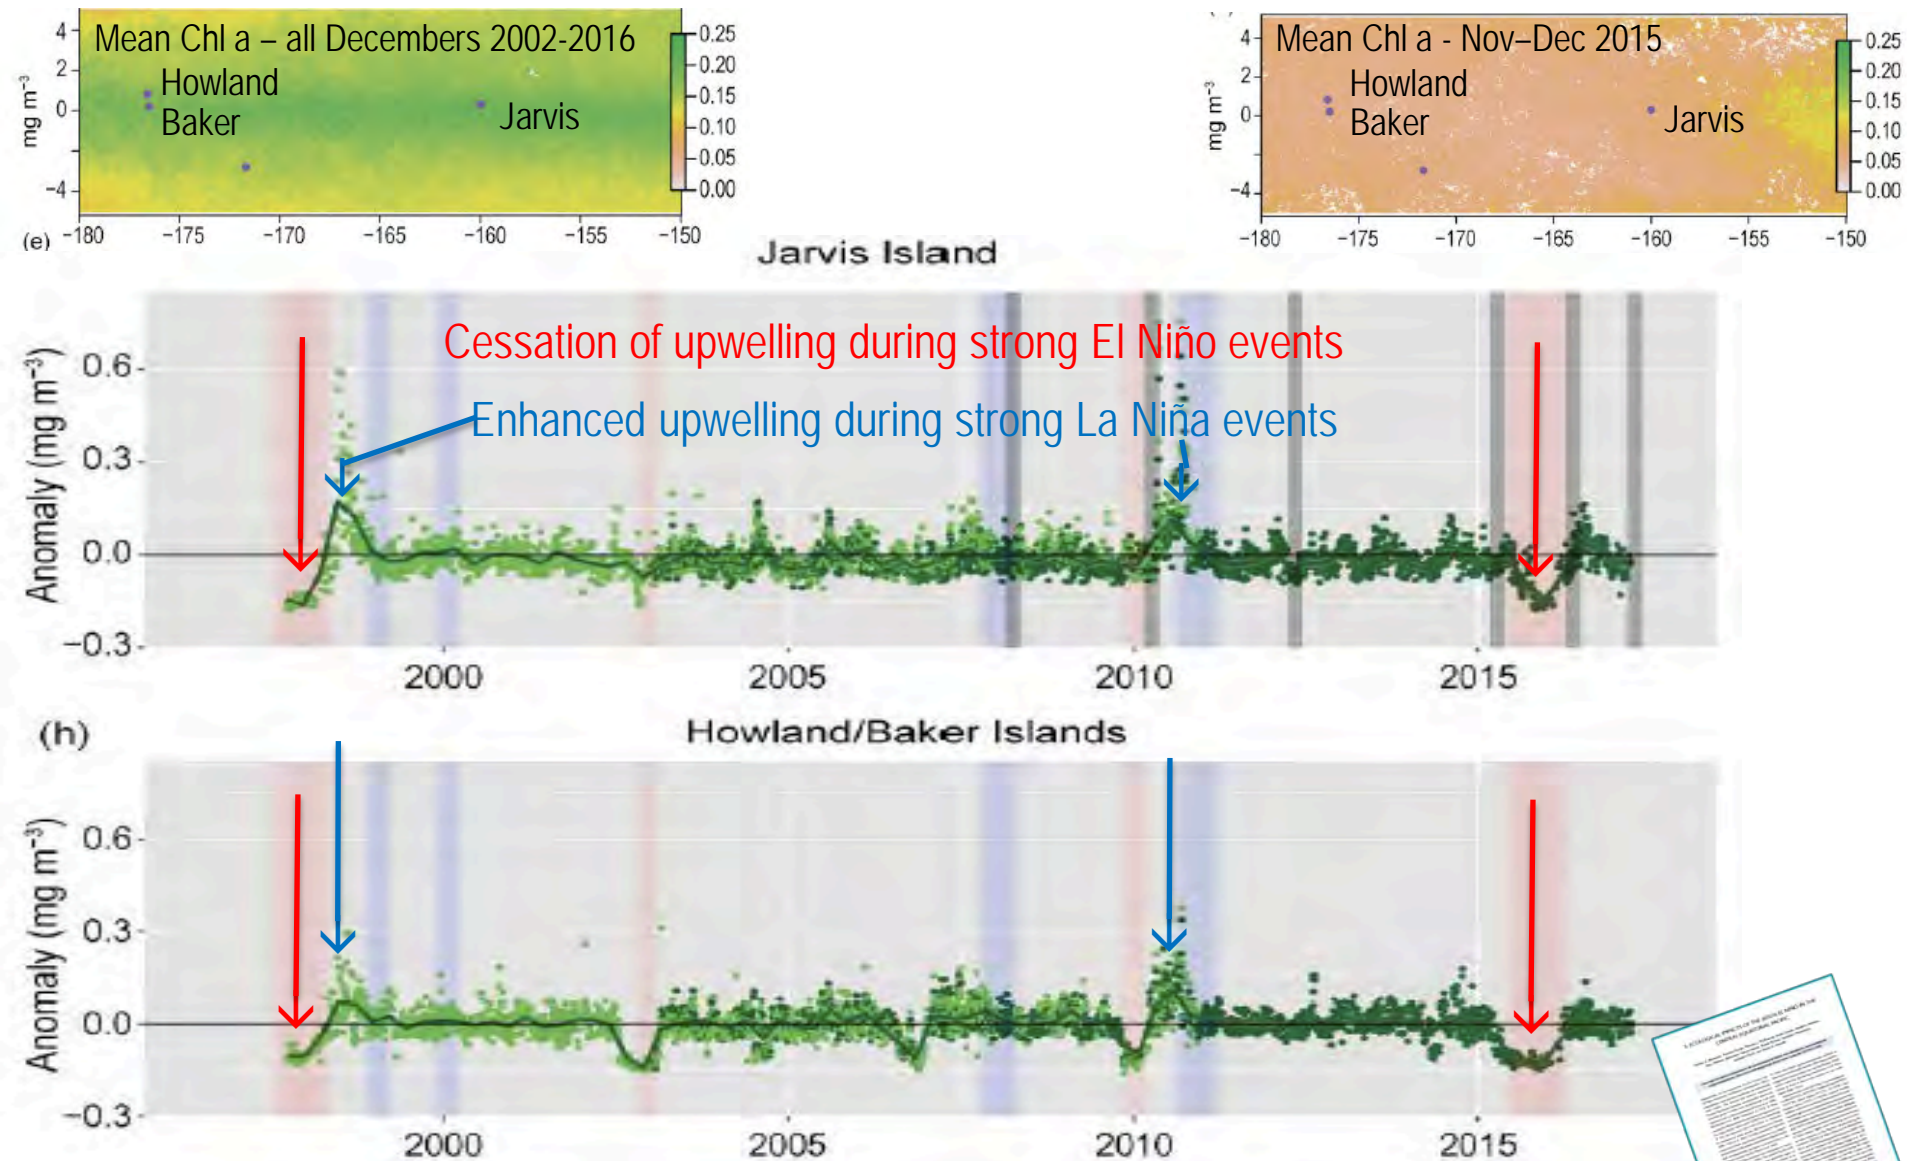 Mean Chl a – all Decembers 2002-2016
Howland
Baker
Jarvis
mg m⁻³
4
2
0
−4
0.25
0.20
0.15
0.10
0.05
0.00
−180 −175 −170 −165 −160 −155 −150
Mean Chl a - Nov–Dec 2015
Howland
Baker
Jarvis
mg m⁻³
4
2
0
−4
0.25
0.20
0.15
0.10
0.05
0.00
−180 −175 −170 −165 −160 −155 −150
(e)
Jarvis Island
Cessation of upwelling during strong El Niño events
Enhanced upwelling during strong La Niña events
Anomaly (mg m⁻³)
0.6
0.3
0.0
−0.3
2000 2005 2010 2015
(h)
Howland/Baker Islands
Anomaly (mg m⁻³)
0.6
0.3
0.0
−0.3
2000 2005 2010 2015